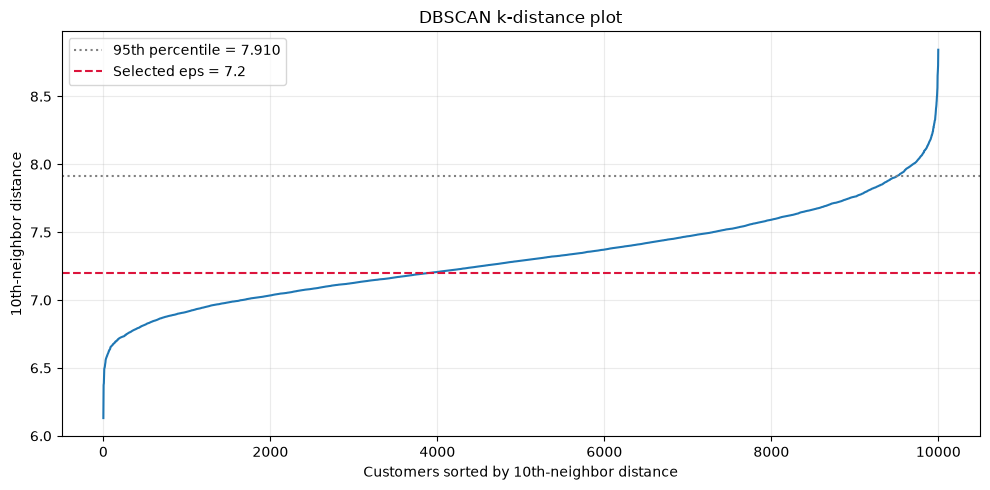 DBSCAN k-distance plot
95th percentile = 7.910
Selected eps = 7.2
10th-neighbor distance
8.5
8.0
7.5
7.0
6.5
6.0
0 2000 4000 6000 8000 10000
Customers sorted by 10th-neighbor distance